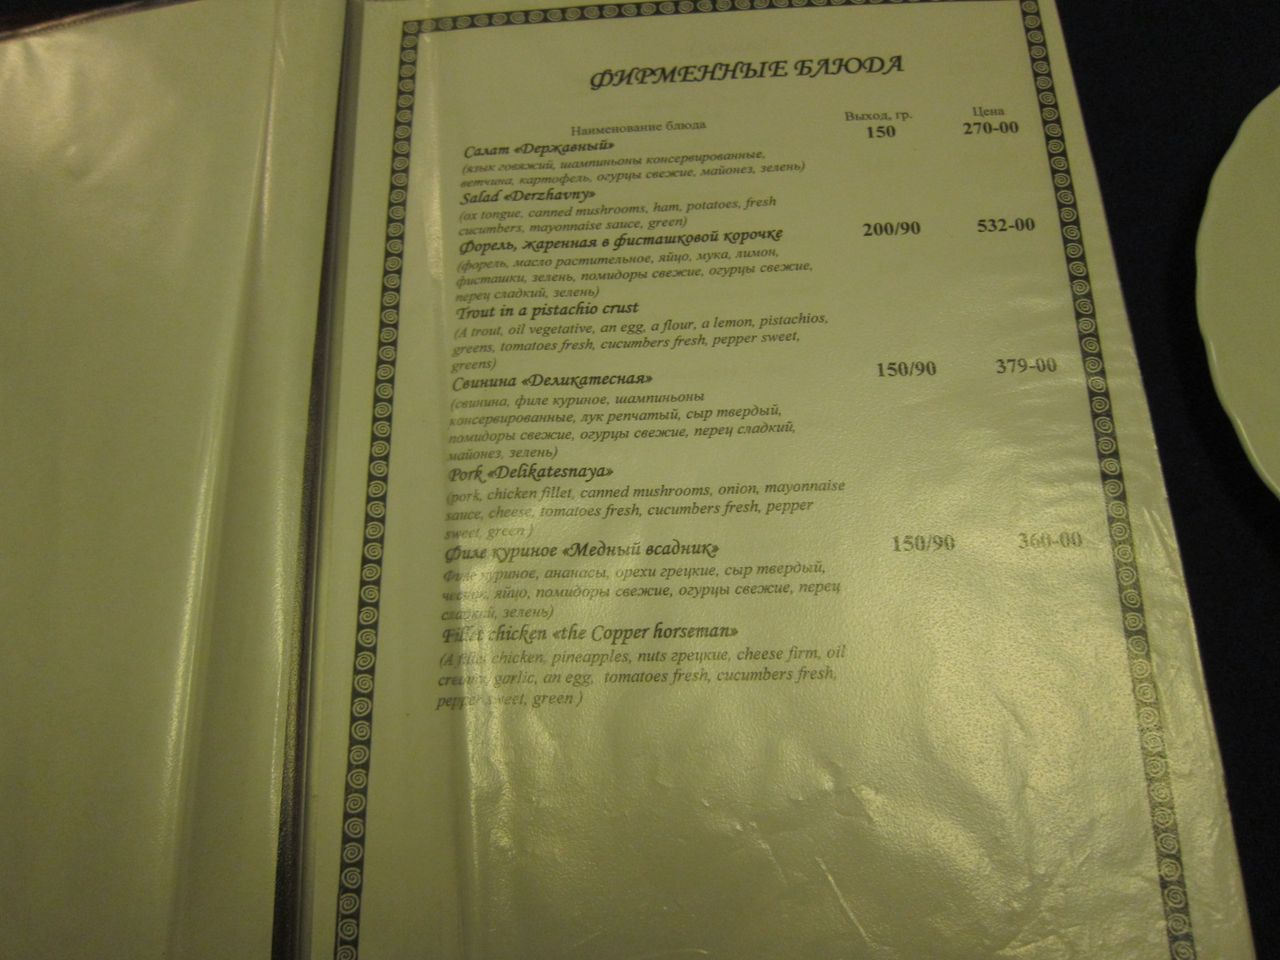 ФИРМЕННЫЕ БЛЮДА
Наименование блюда Выход, гр. Цена
Салат «Державный» 150 270-00
(язык говяжий, шампиньоны консервированные,
ветчина, картофель, огурцы свежие, майонез, зелень)
Salad «Derzhavny»
(ox tongue, canned mushrooms, ham, potatoes, fresh
cucumbers, mayonnaise sauce, green)
Форель, жаренная в фисташковой корочке 200/90 532-00
(форель, масло растительное, яйцо, мука, лимон,
фисташки, зелень, помидоры свежие, огурцы свежие,
перец сладкий, зелень)
Trout in a pistachio crust
(A trout, oil vegetative, an egg, a flour, a lemon, pistachios,
greens, tomatoes fresh, cucumbers fresh, pepper sweet,
greens)
Свинина «Деликатесная» 150/90 379-00
(свинина, филе куриное, шампиньоны
консервированные, лук репчатый, сыр твердый,
помидоры свежие, огурцы свежие, перец сладкий,
майонез, зелень)
Pork «Delikatesnaya»
(pork, chicken fillet, canned mushrooms, onion, mayonnaise
sauce, cheese, tomatoes fresh, cucumbers fresh, pepper
sweet, green )
Филе куриное «Медный всадник» 150/90 360-00
Филе куриное, ананасы, орехи грецкие, сыр твердый,
чеснок, яйцо, помидоры свежие, огурцы свежие, перец
сладкий, зелень)
Fillet chicken «the Copper horseman»
(A fillet chicken, pineapples, nuts грецкие, cheese firm, oil
creamy, garlic, an egg, tomatoes fresh, cucumbers fresh,
pepper sweet, green )